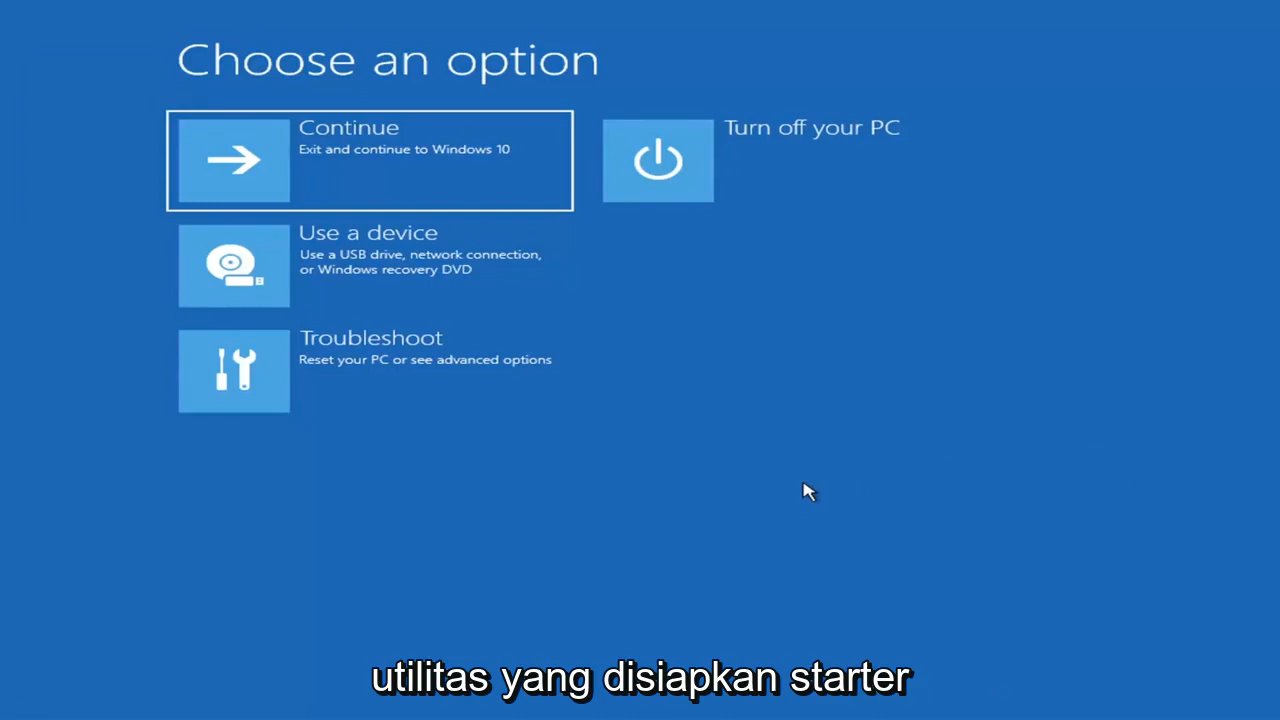 Choose an option
Continue
Exit and continue to Windows 10
Turn off your PC
Use a device
Use a USB drive, network connection,
or Windows recovery DVD
Troubleshoot
Reset your PC or see advanced options
utilitas yang disiapkan starter